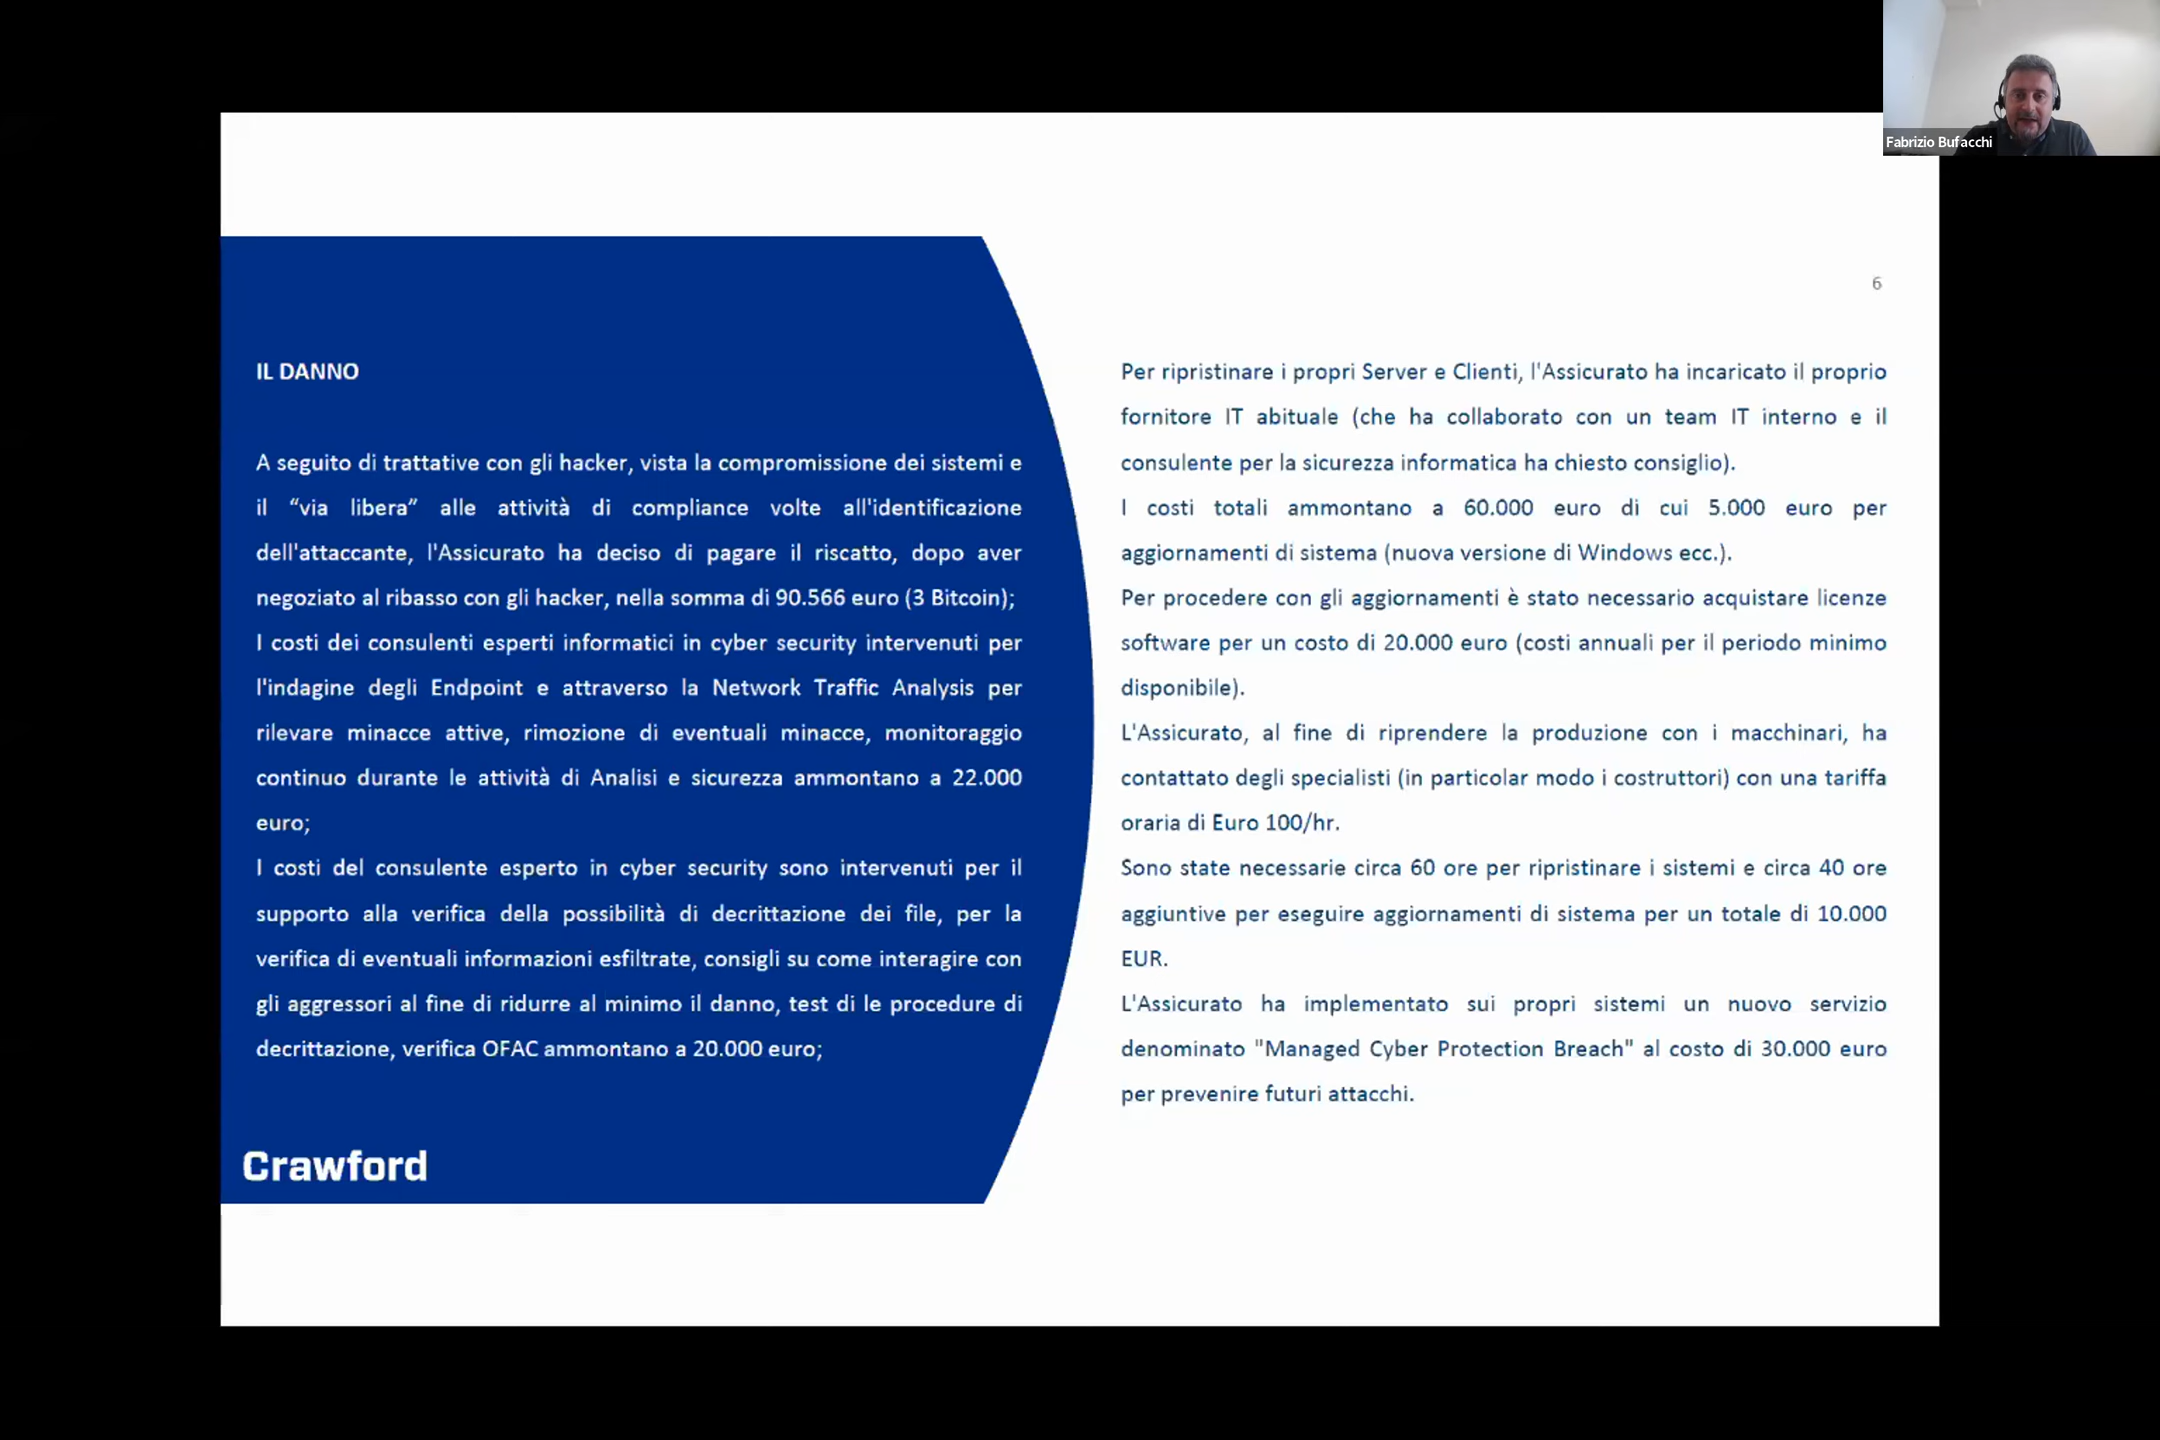 Fabrizio Bufacchi
6
IL DANNO
A seguito di trattative con gli hacker, vista la compromissione dei sistemi e
il “via libera” alle attività di compliance volte all'identificazione
dell'attaccante, l'Assicurato ha deciso di pagare il riscatto, dopo aver
negoziato al ribasso con gli hacker, nella somma di 90.566 euro (3 Bitcoin);
I costi dei consulenti esperti informatici in cyber security intervenuti per
l'indagine degli Endpoint e attraverso la Network Traffic Analysis per
rilevare minacce attive, rimozione di eventuali minacce, monitoraggio
continuo durante le attività di Analisi e sicurezza ammontano a 22.000
euro;
I costi del consulente esperto in cyber security sono intervenuti per il
supporto alla verifica della possibilità di decrittazione dei file, per la
verifica di eventuali informazioni esfiltrate, consigli su come interagire con
gli aggressori al fine di ridurre al minimo il danno, test di le procedure di
decrittazione, verifica OFAC ammontano a 20.000 euro;
Crawford
Per ripristinare i propri Server e Clienti, l'Assicurato ha incaricato il proprio
fornitore IT abituale (che ha collaborato con un team IT interno e il
consulente per la sicurezza informatica ha chiesto consiglio).
I costi totali ammontano a 60.000 euro di cui 5.000 euro per
aggiornamenti di sistema (nuova versione di Windows ecc.).
Per procedere con gli aggiornamenti è stato necessario acquistare licenze
software per un costo di 20.000 euro (costi annuali per il periodo minimo
disponibile).
L'Assicurato, al fine di riprendere la produzione con i macchinari, ha
contattato degli specialisti (in particolar modo i costruttori) con una tariffa
oraria di Euro 100/hr.
Sono state necessarie circa 60 ore per ripristinare i sistemi e circa 40 ore
aggiuntive per eseguire aggiornamenti di sistema per un totale di 10.000
EUR.
L'Assicurato ha implementato sui propri sistemi un nuovo servizio
denominato "Managed Cyber Protection Breach" al costo di 30.000 euro
per prevenire futuri attacchi.